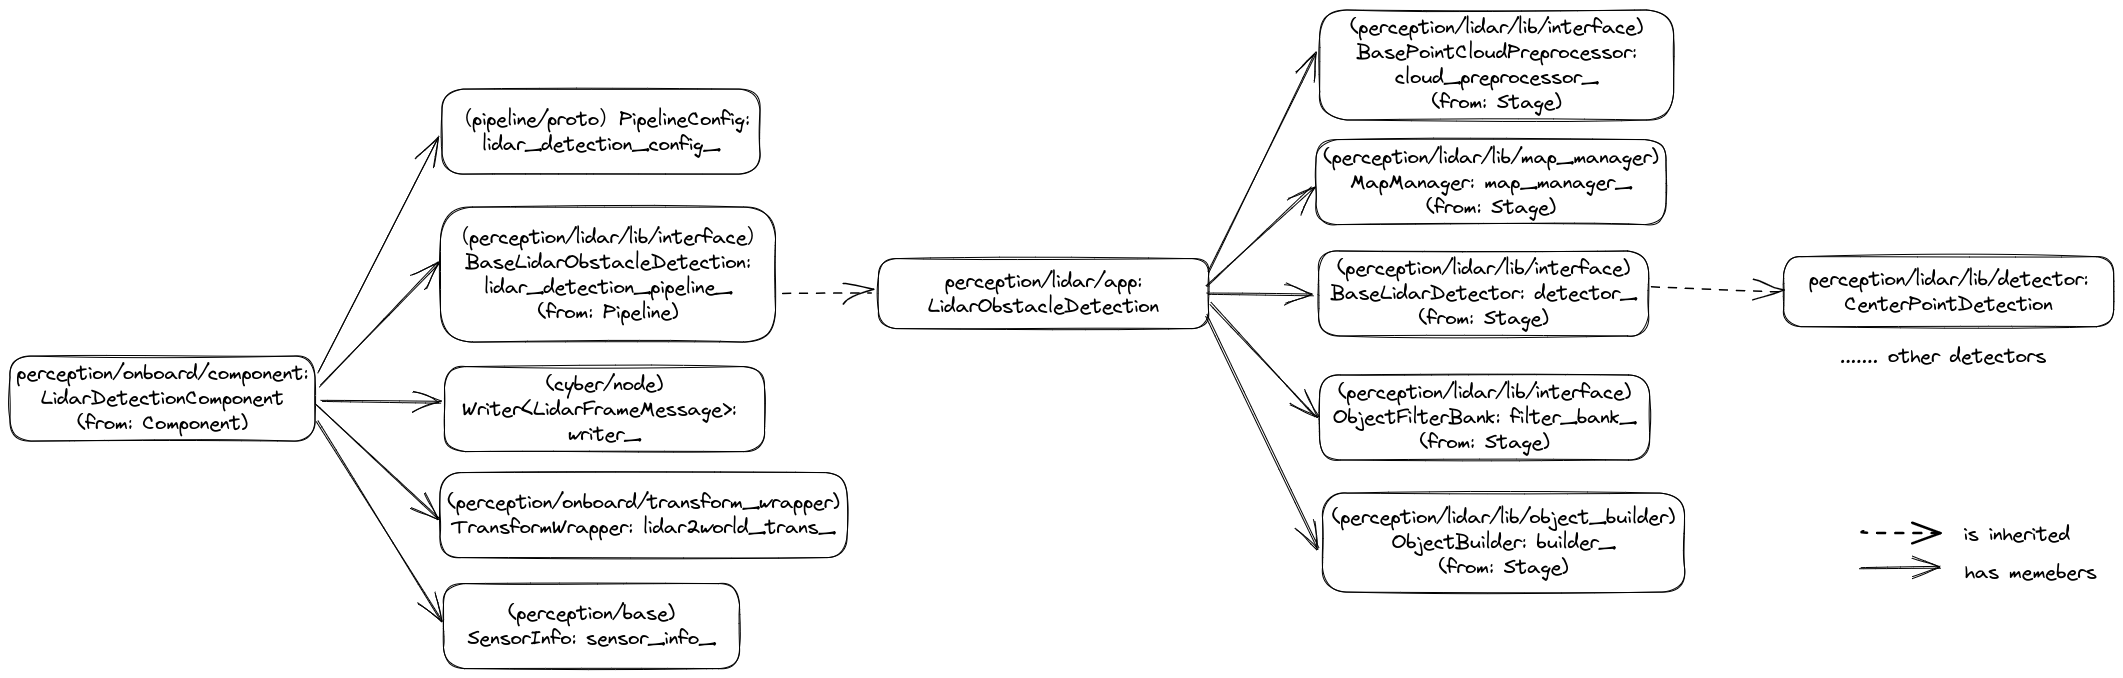 (pipeline/proto) PipelineConfig:
lidar_detection_config_
(perception/lidar/lib/interface)
BaseLidarObstacleDetection:
lidar_detection_pipeline_
(from: Pipeline)
perception/onboard/component:
LidarDetectionComponent
(from: Component)
(cyber/node)
Writer<LidarFrameMessage>:
writer_
(perception/onboard/transform_wrapper)
TransformWrapper: lidar2world_trans_
(perception/base)
SensorInfo: sensor_info_
perception/lidar/app:
LidarObstacleDetection
(perception/lidar/lib/interface)
BasePointCloudPreprocessor:
cloud_preprocessor_
(from: Stage)
(perception/lidar/lib/map_manager)
MapManager: map_manager_
(from: Stage)
(perception/lidar/lib/interface)
BaseLidarDetector: detector_
(from: Stage)
(perception/lidar/lib/interface)
ObjectFilterBank: filter_bank_
(from: Stage)
(perception/lidar/lib/object_builder)
ObjectBuilder: builder_
(from: Stage)
perception/lidar/lib/detector:
CenterPointDetection
....... other detectors
is inherited
has memebers